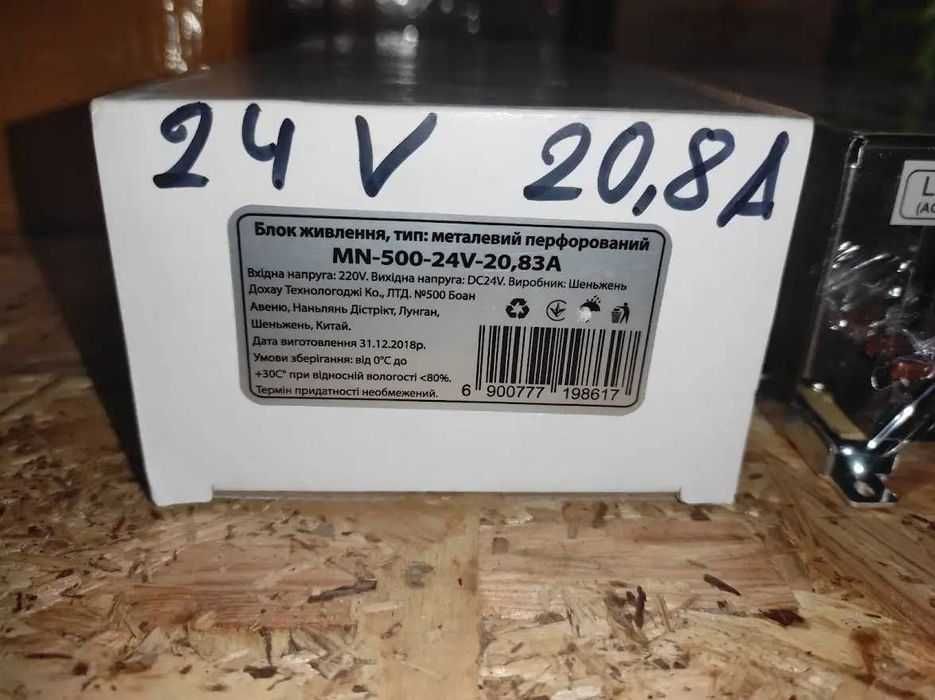 24 V 20,8A
Блок живлення, тип: металевий перфорований
MN-500-24V-20,83A
Вхідна напруга: 220V. Вихідна напруга: DC24V. Виробник: Шеньжень
Дохау Технологоджі Ко., ЛТД. №500 Боан
Авеню, Наньлянь Дістрікт, Лунган,
Шеньжень, Китай.
Дата виготовлення 31.12.2018р.
Умови зберігання: від 0°C до
+30C° при відносній вологості <80%.
Термін придатності необмежений.
6 900777 198617